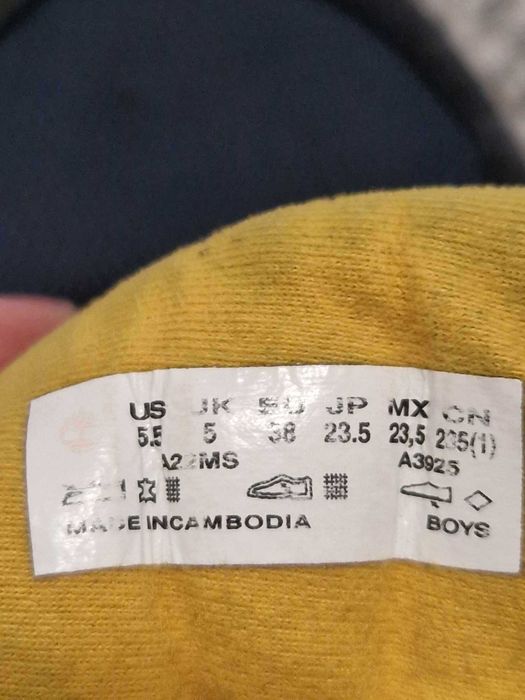 US UK EU JP MX CN
5.5 5 38 23.5 23,5 235(1)
A22MS A3925
MADE IN CAMBODIA BOYS